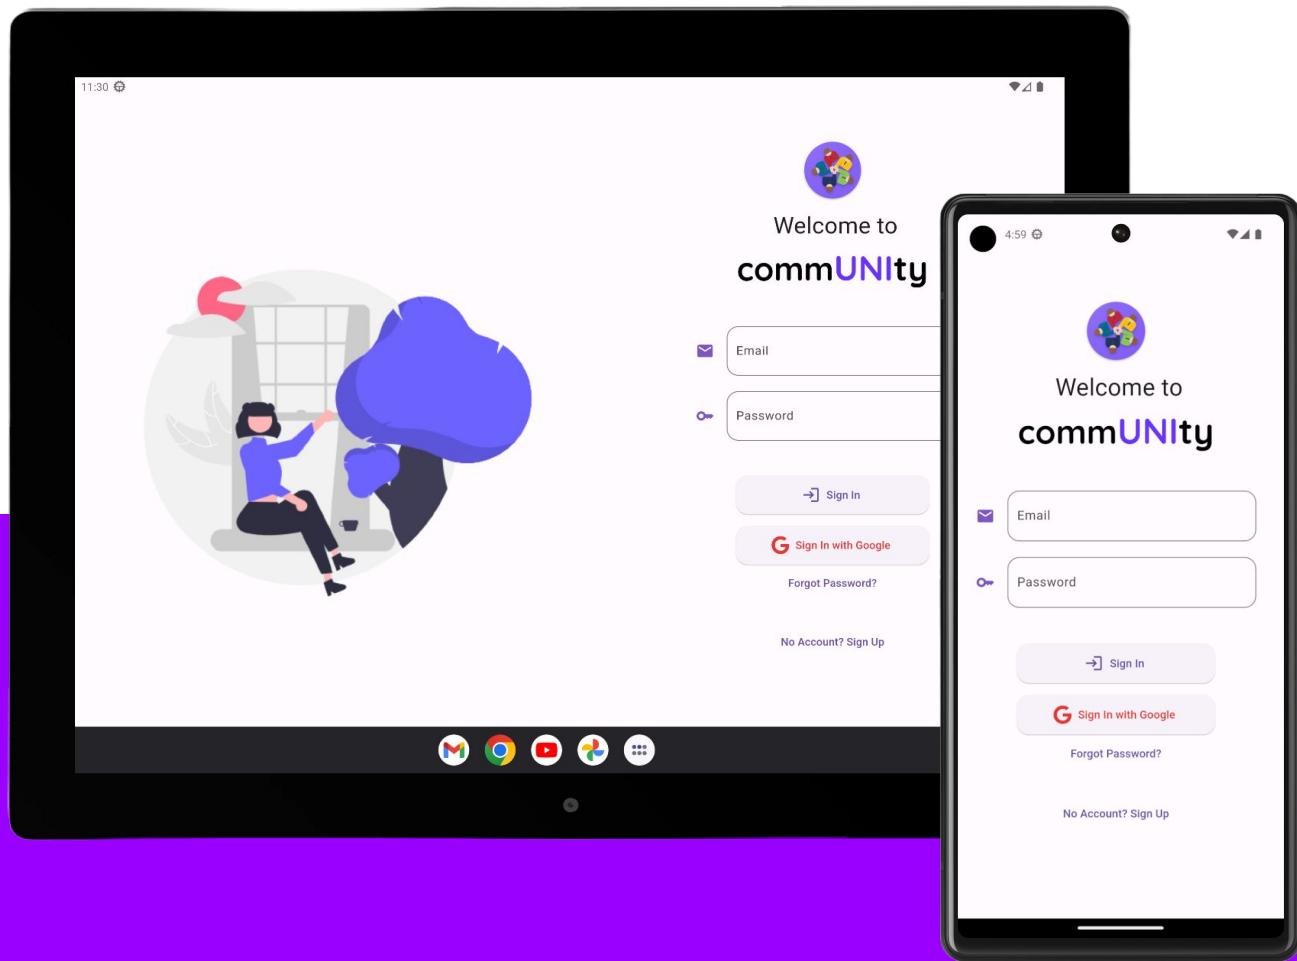 11:30
Welcome to
commUNIty
Email
Password
Sign In
G Sign In with Google
Forgot Password?
No Account? Sign Up
4:59
Welcome to
commUNIty
Email
Password
Sign In
G Sign In with Google
Forgot Password?
No Account? Sign Up